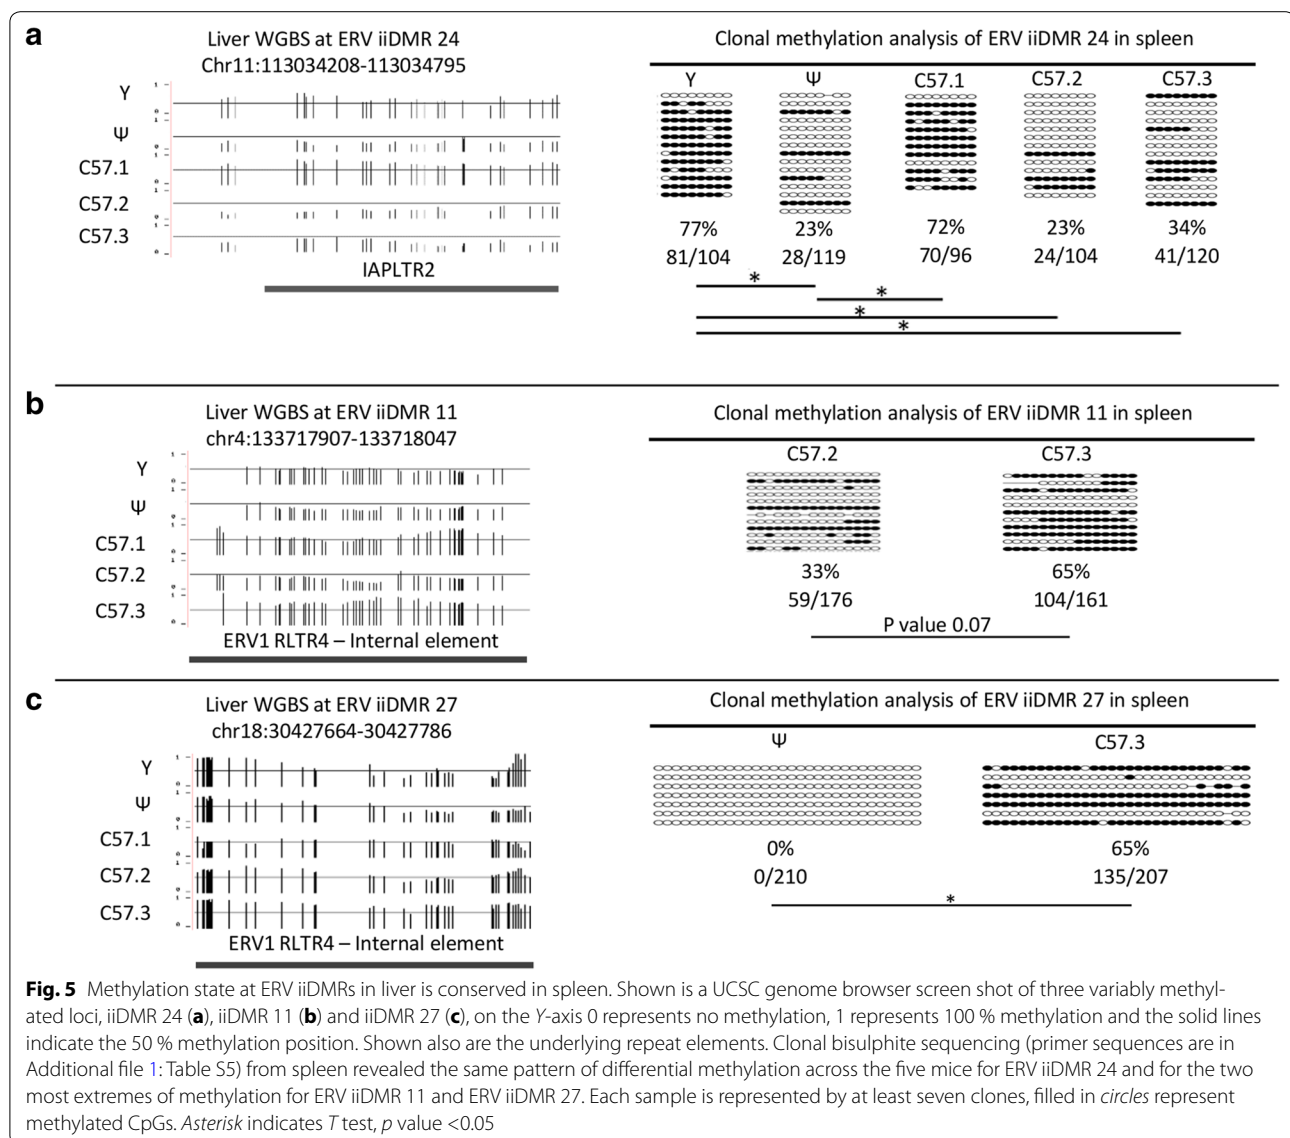 a
Liver WGBS at ERV iiDMR 24
Chr11:113034208-113034795
Υ
Ψ
C57.1
C57.2
C57.3
IAPLTR2
Clonal methylation analysis of ERV iiDMR 24 in spleen
Υ Ψ C57.1 C57.2 C57.3
77% 23% 72% 23% 34%
81/104 28/119 70/96 24/104 41/120
*
*
*
*
b
Liver WGBS at ERV iiDMR 11
chr4:133717907-133718047
Υ
Ψ
C57.1
C57.2
C57.3
ERV1 RLTR4 – Internal element
Clonal methylation analysis of ERV iiDMR 11 in spleen
C57.2 C57.3
33% 65%
59/176 104/161
P value 0.07
c
Liver WGBS at ERV iiDMR 27
chr18:30427664-30427786
Υ
Ψ
C57.1
C57.2
C57.3
ERV1 RLTR4 – Internal element
Clonal methylation analysis of ERV iiDMR 27 in spleen
Ψ C57.3
0% 65%
0/210 135/207
*
Fig. 5 Methylation state at ERV iiDMRs in liver is conserved in spleen. Shown is a UCSC genome browser screen shot of three variably methyl-
ated loci, iiDMR 24 (a), iiDMR 11 (b) and iiDMR 27 (c), on the Y-axis 0 represents no methylation, 1 represents 100 % methylation and the solid lines
indicate the 50 % methylation position. Shown also are the underlying repeat elements. Clonal bisulphite sequencing (primer sequences are in
Additional file 1: Table S5) from spleen revealed the same pattern of differential methylation across the five mice for ERV iiDMR 24 and for the two
most extremes of methylation for ERV iiDMR 11 and ERV iiDMR 27. Each sample is represented by at least seven clones, filled in circles represent
methylated CpGs. Asterisk indicates T test, p value <0.05